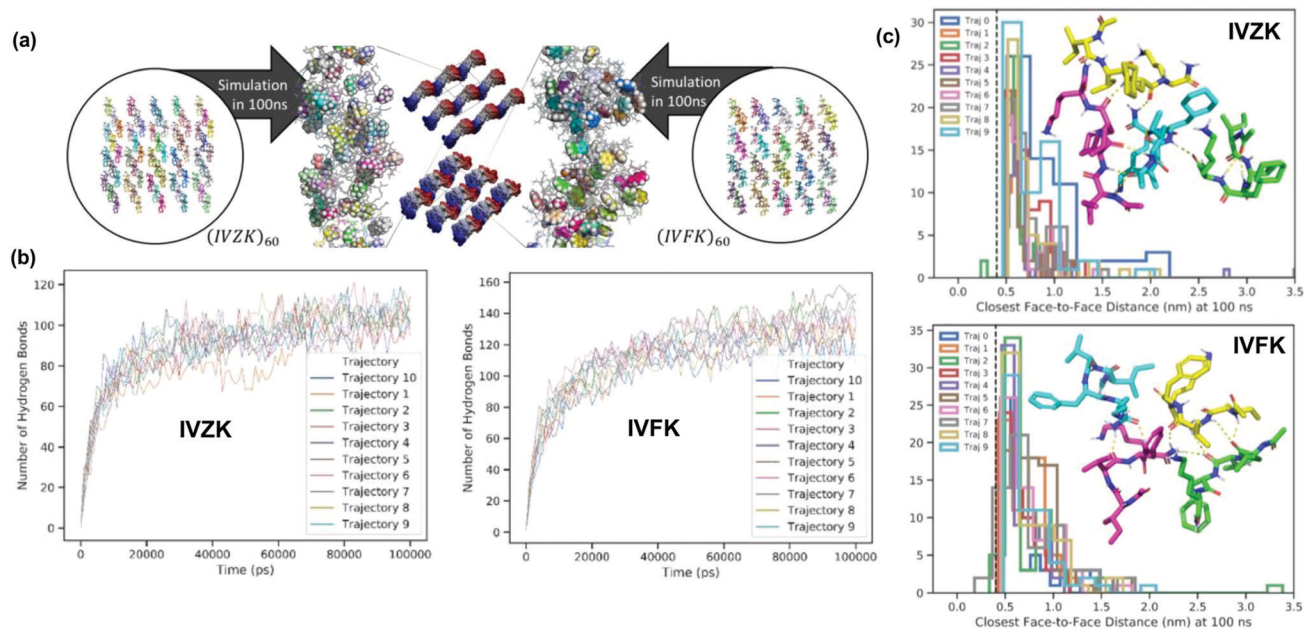 (a)
Simulation
in 100ns
(IVZK)60
Simulation
in 100ns
(IVFK)60
(b)
Number of Hydrogen Bonds
120
100
80
60
40
20
0
0 20000 40000 60000 80000 100000
Time (ps)
IVZK
Trajectory
Trajectory 10
Trajectory 1
Trajectory 2
Trajectory 3
Trajectory 4
Trajectory 5
Trajectory 6
Trajectory 7
Trajectory 8
Trajectory 9
Number of Hydrogen Bonds
160
140
120
100
80
60
40
20
0
0 20000 40000 60000 80000 100000
Time (ps)
IVFK
Trajectory
Trajectory 10
Trajectory 1
Trajectory 2
Trajectory 3
Trajectory 4
Trajectory 5
Trajectory 6
Trajectory 7
Trajectory 8
Trajectory 9
(c)
IVZK
Traj 0
Traj 1
Traj 2
Traj 3
Traj 4
Traj 5
Traj 6
Traj 7
Traj 8
Traj 9
30
25
20
15
10
5
0
0.0 0.5 1.0 1.5 2.0 2.5 3.0 3.5
Closest Face-to-Face Distance (nm) at 100 ns
IVFK
Traj 0
Traj 1
Traj 2
Traj 3
Traj 4
Traj 5
Traj 6
Traj 7
Traj 8
Traj 9
35
30
25
20
15
10
5
0
0.0 0.5 1.0 1.5 2.0 2.5 3.0 3.5
Closest Face-to-Face Distance (nm) at 100 ns